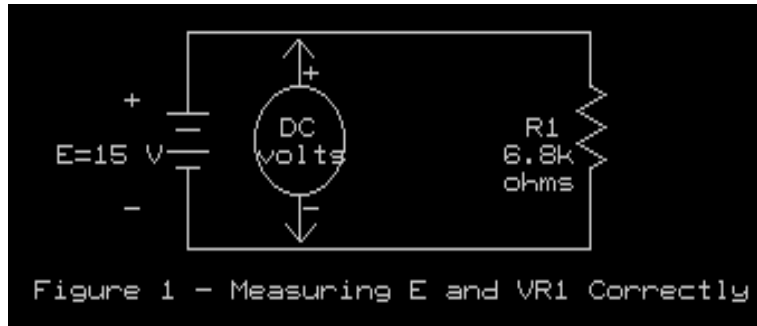 +
+
DC
volts
E=15 V
R1
6.8k
ohms
-
-
Figure 1 - Measuring E and VR1 Correctly